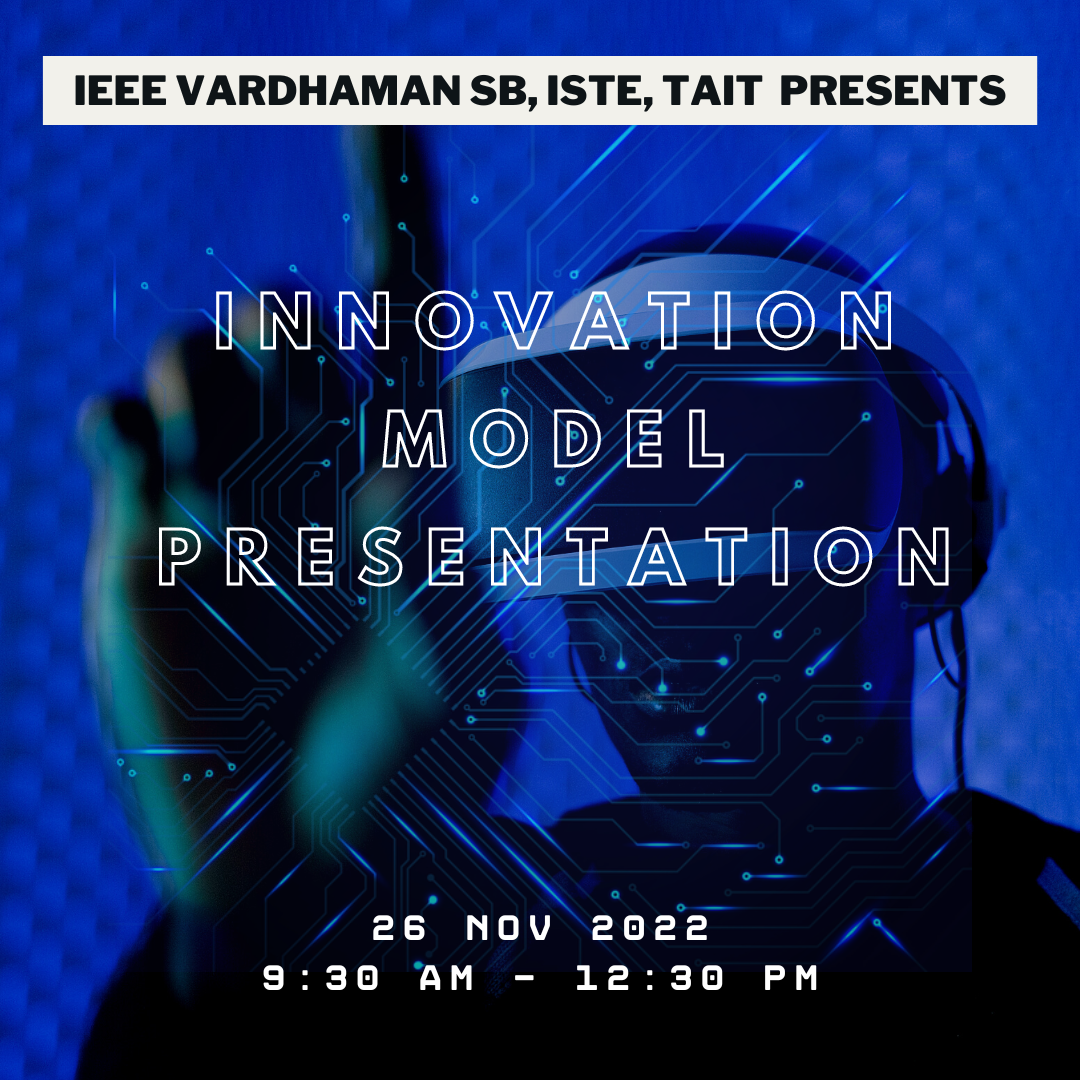 IEEE VARDHAMAN SB, ISTE, TAIT PRESENTS
INNOVATION
MODEL
PRESENTATION
26 NOV 2022
9:30 AM - 12:30 PM